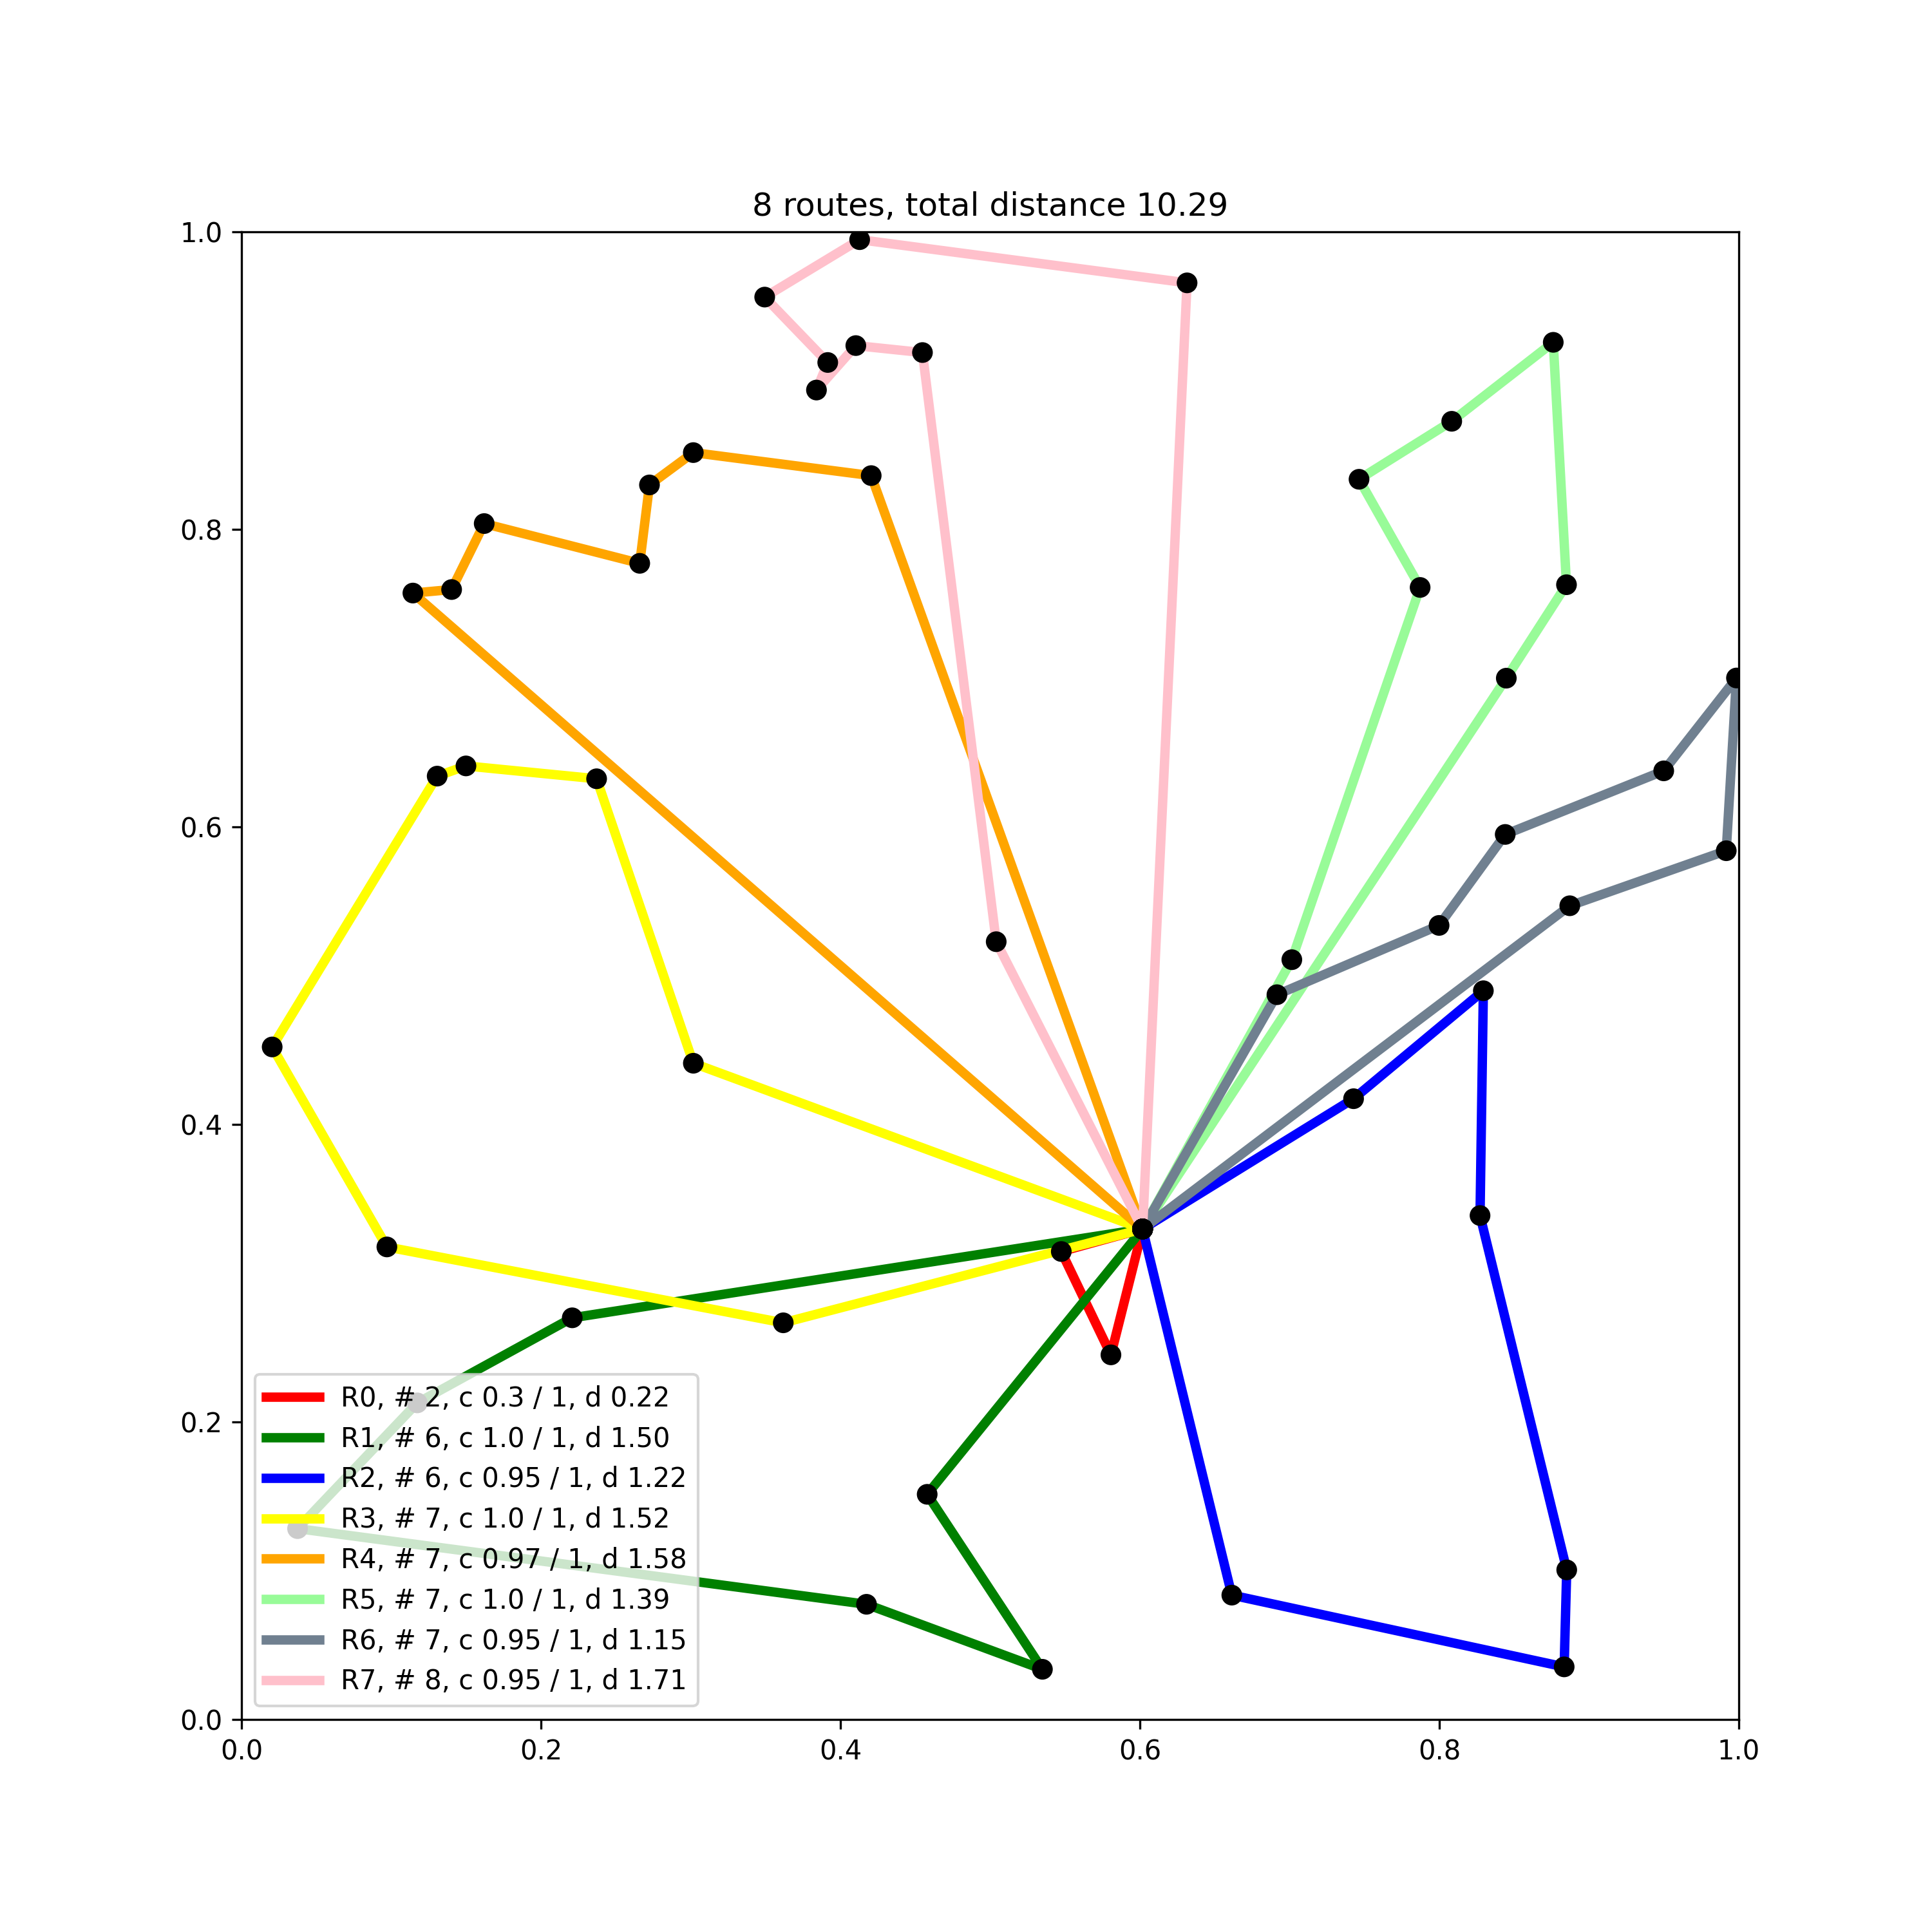 8 routes, total distance 10.29
1.0
0.8
0.6
0.4
0.2
0.0
R0, # 2, c 0.3 / 1, d 0.22
R1, # 6, c 1.0 / 1, d 1.50
R2, # 6, c 0.95 / 1, d 1.22
R3, # 7, c 1.0 / 1, d 1.52
R4, # 7, c 0.97 / 1, d 1.58
R5, # 7, c 1.0 / 1, d 1.39
R6, # 7, c 0.95 / 1, d 1.15
R7, # 8, c 0.95 / 1, d 1.71
0.0 0.2 0.4 0.6 0.8 1.0